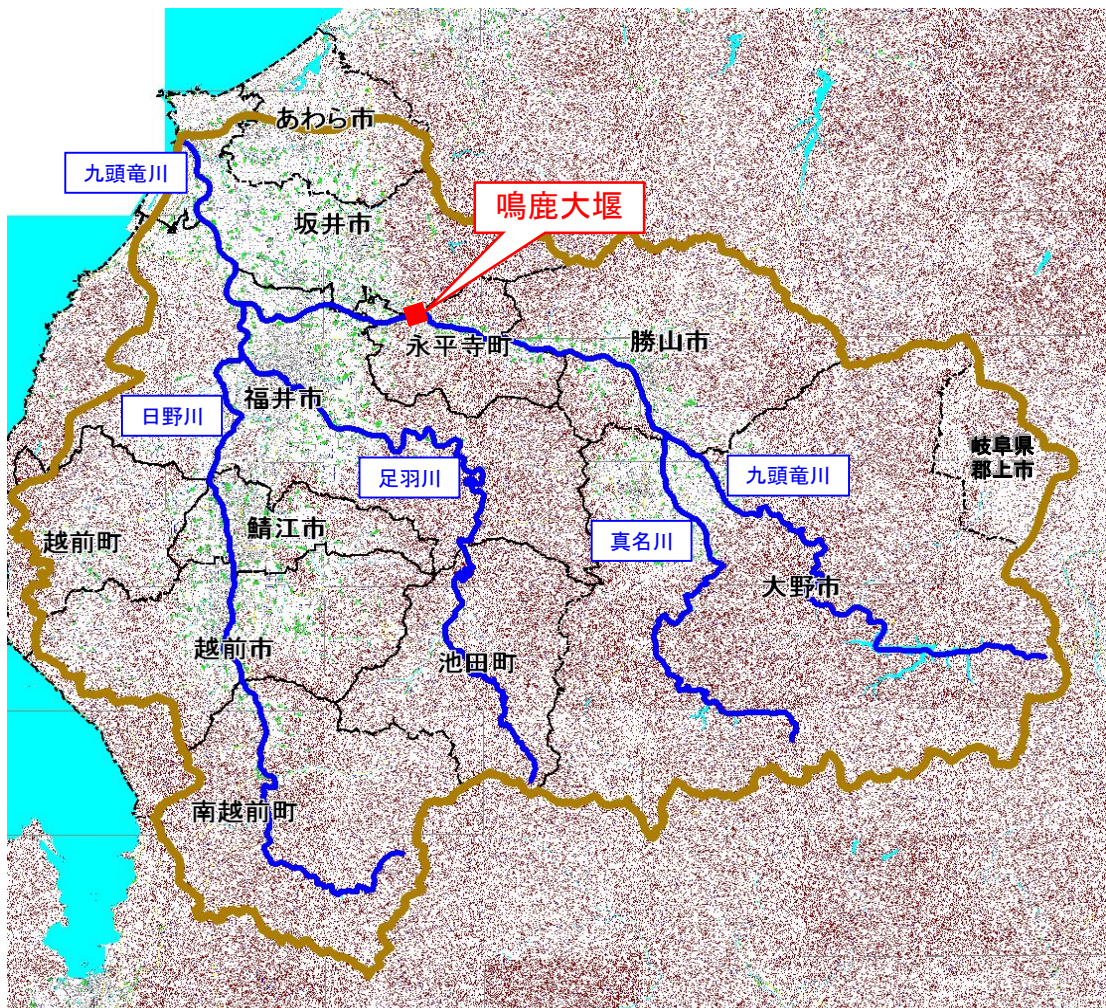 あわら市
九頭竜川
鳴鹿大堰
坂井市
永平寺町
勝山市
福井市
日野川
岐阜県
郡上市
足羽川
九頭竜川
鯖江市
越前町
真名川
大野市
越前市
池田町
南越前町